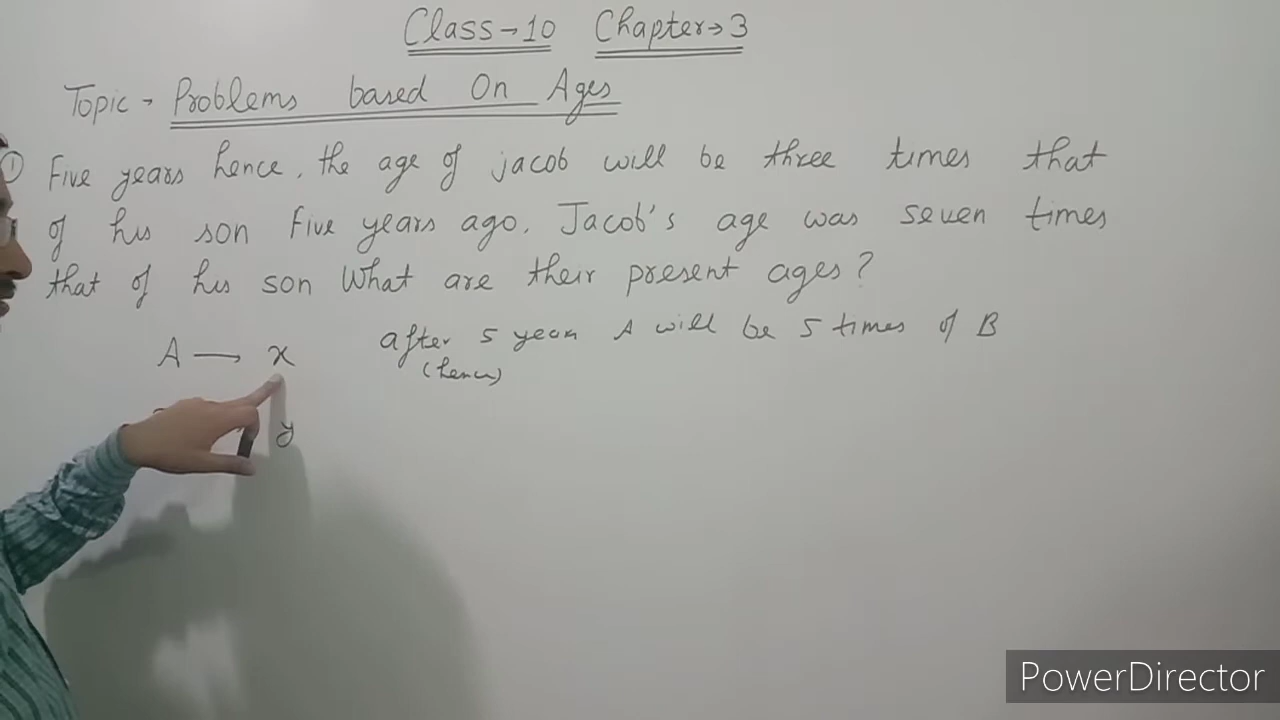 Class → 10 Chapter → 3
Topic - Problems based On Ages
① Five years hence, the age of jacob will be three times that
of his son Five years ago, Jacob's age was seven times
that of his son What are their present ages?
A → x after 5 years A will be 5 times of B
(hence)
y
PowerDirector